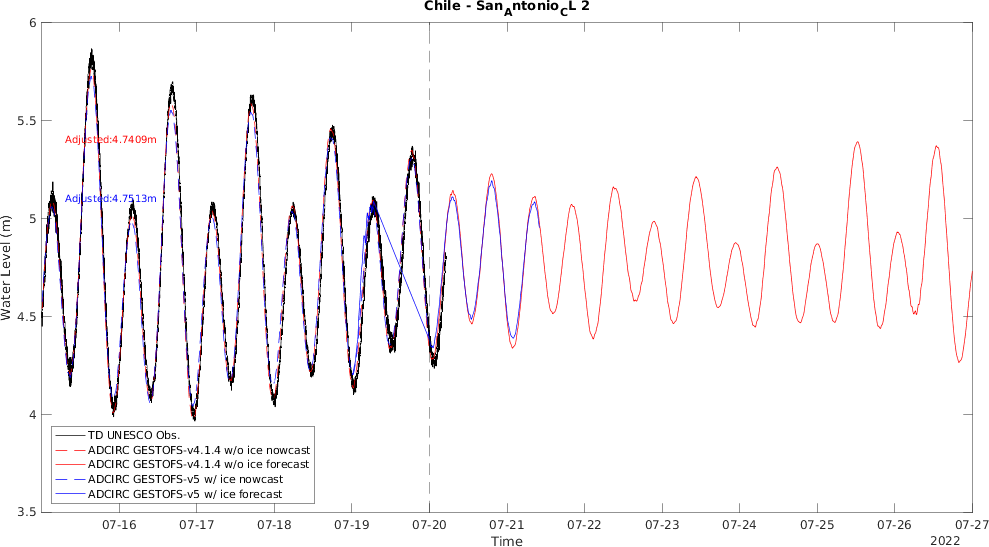 Chile - SanAntonioCL 2
6
5.5
5
4.5
4
3.5
Water Level (m)
Adjusted:4.7409m
Adjusted:4.7513m
TD UNESCO Obs.
ADCIRC GESTOFS-v4.1.4 w/o ice nowcast
ADCIRC GESTOFS-v4.1.4 w/o ice forecast
ADCIRC GESTOFS-v5 w/ ice nowcast
ADCIRC GESTOFS-v5 w/ ice forecast
07-16 07-17 07-18 07-19 07-20 07-21 07-22 07-23 07-24 07-25 07-26 07-27
Time
2022